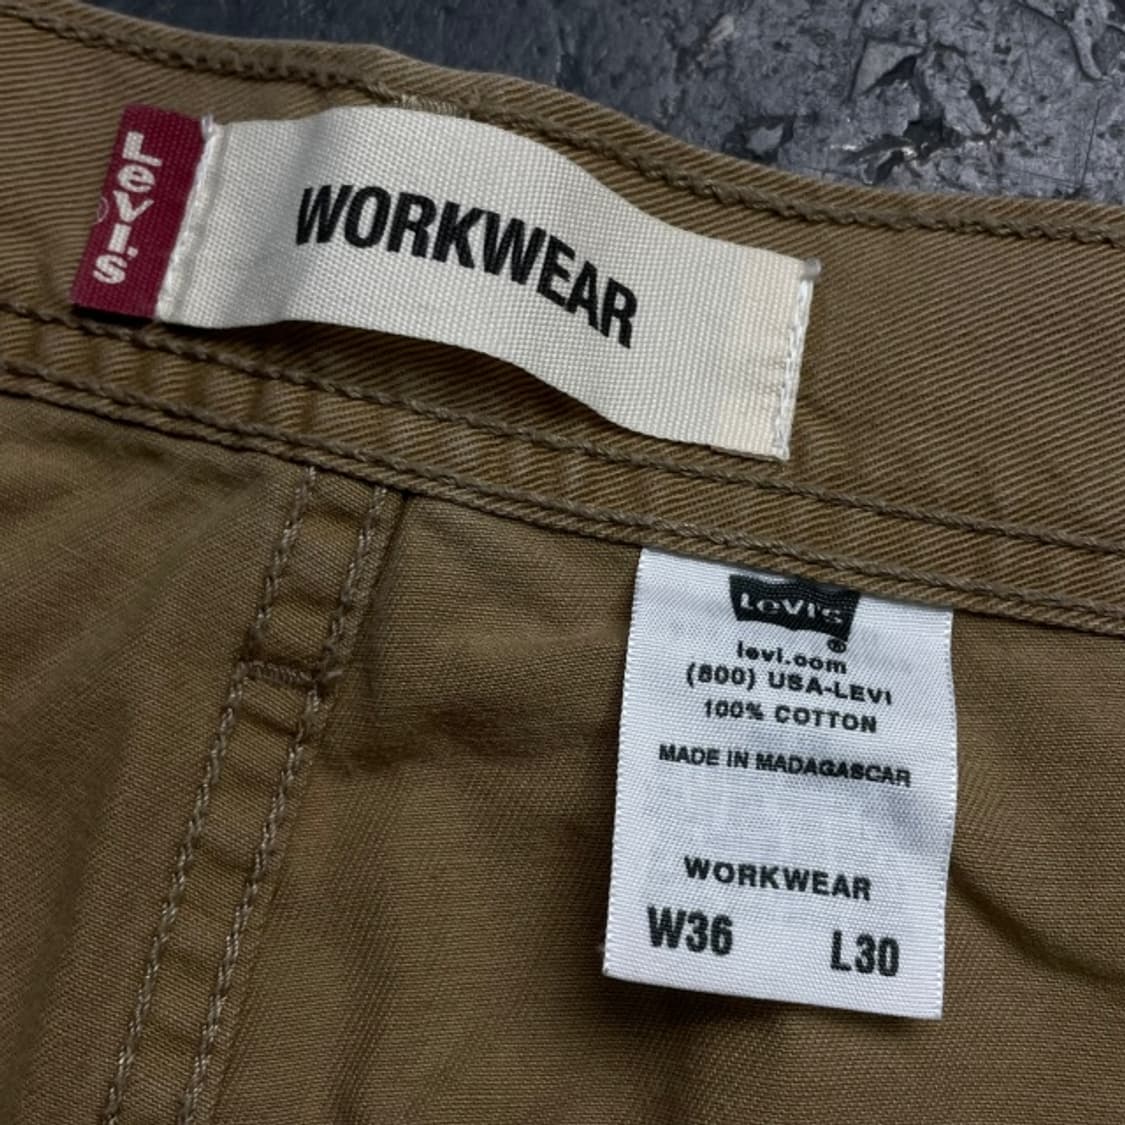 Levi's
WORKWEAR
LEVI'S
®
levi.com
(800) USA-LEVI
100% COTTON
MADE IN MADAGASCAR
WORKWEAR
W36 L30